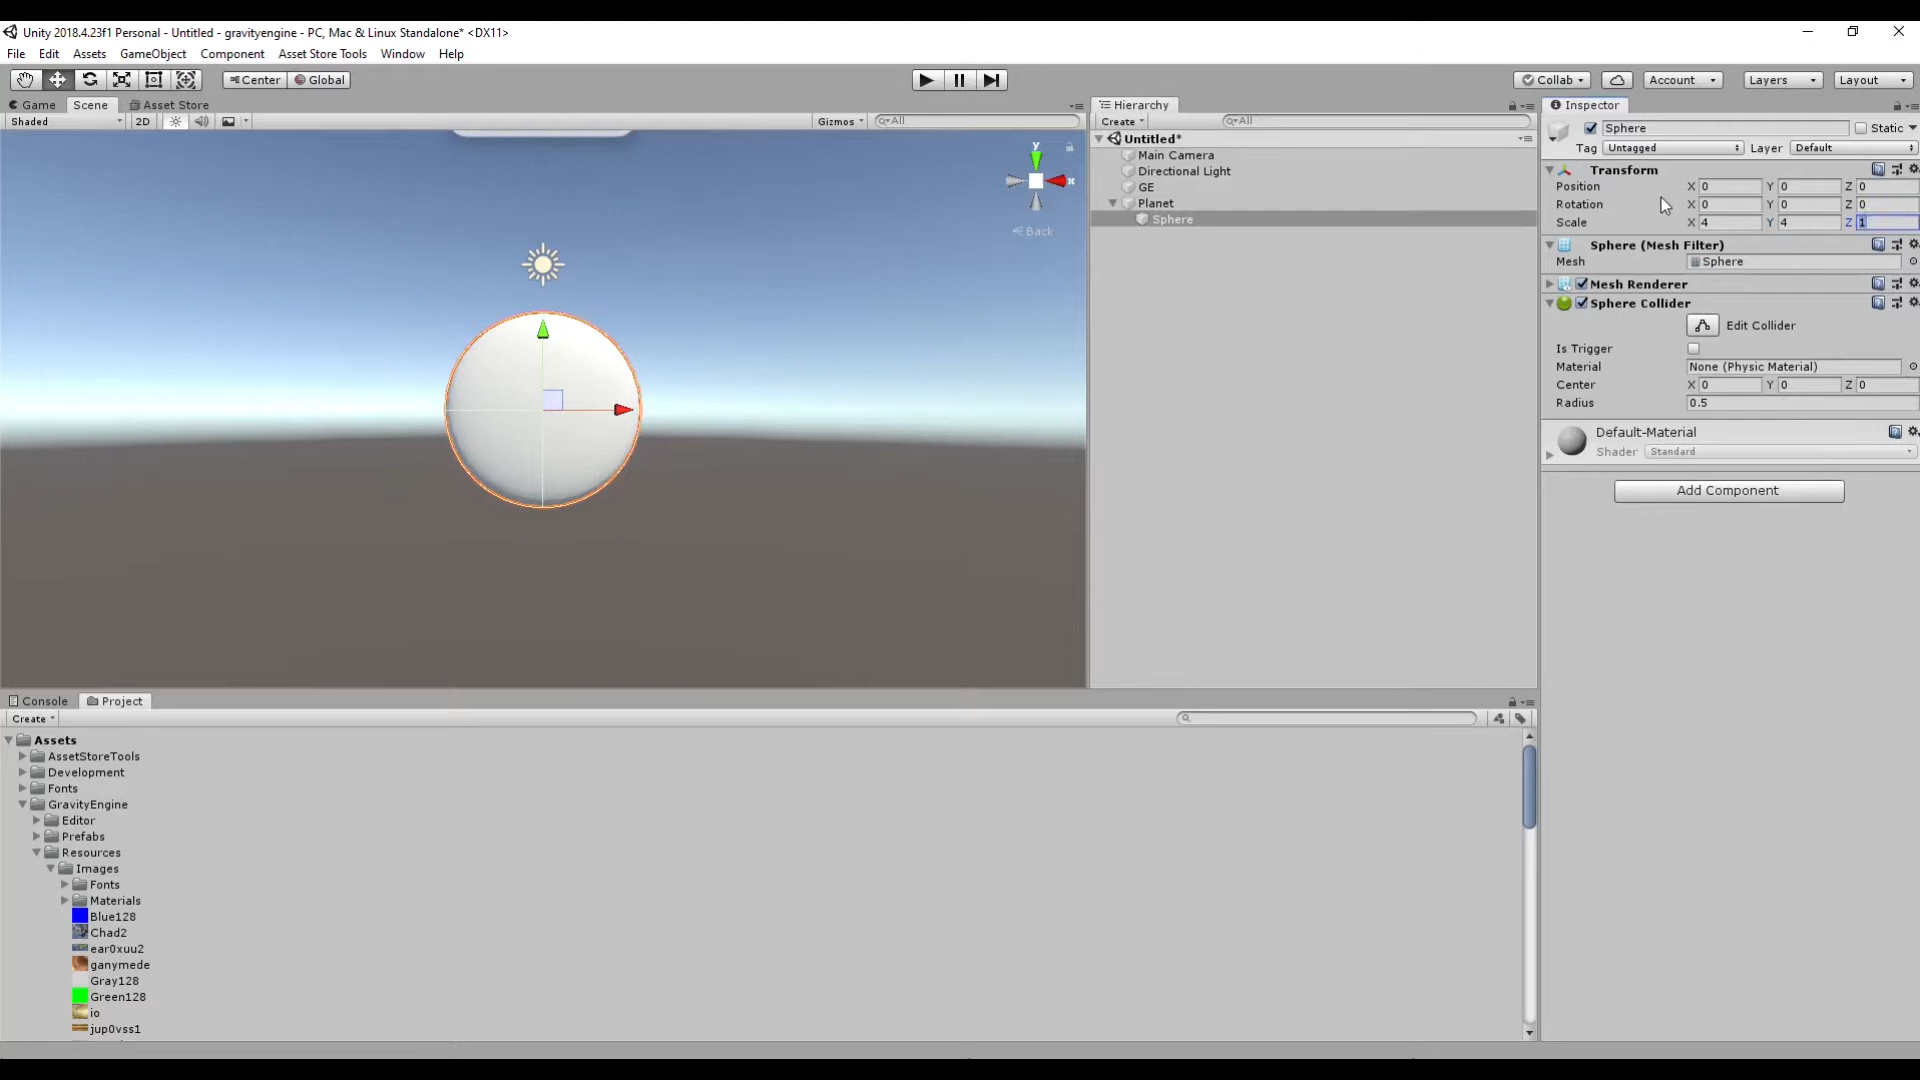 Unity 2018.4.23f1 Personal - Untitled - gravityengine - PC, Mac & Linux Standalone* <DX11>
File Edit Assets GameObject Component Asset Store Tools Window Help
Center Global Collab Account Layers Layout
Game Scene Asset Store
Shaded 2D Gizmos All
y
x
Back
Hierarchy
Create All
Untitled*
Main Camera
Directional Light
GE
Planet
Sphere
Inspector
Sphere Static
Tag Untagged Layer Default
Transform
Position X 0 Y 0 Z 0
Rotation X 0 Y 0 Z 0
Scale X 4 Y 4 Z 1
Sphere (Mesh Filter)
Mesh Sphere
Mesh Renderer
Sphere Collider
Edit Collider
Is Trigger
Material None (Physic Material)
Center X 0 Y 0 Z 0
Radius 0.5
Default-Material
Shader Standard
Add Component
Console Project
Create
Assets
AssetStoreTools
Development
Fonts
GravityEngine
Editor
Prefabs
Resources
Images
Fonts
Materials
Blue128
Chad2
ear0xuu2
ganymede
Gray128
Green128
io
jup0vss1